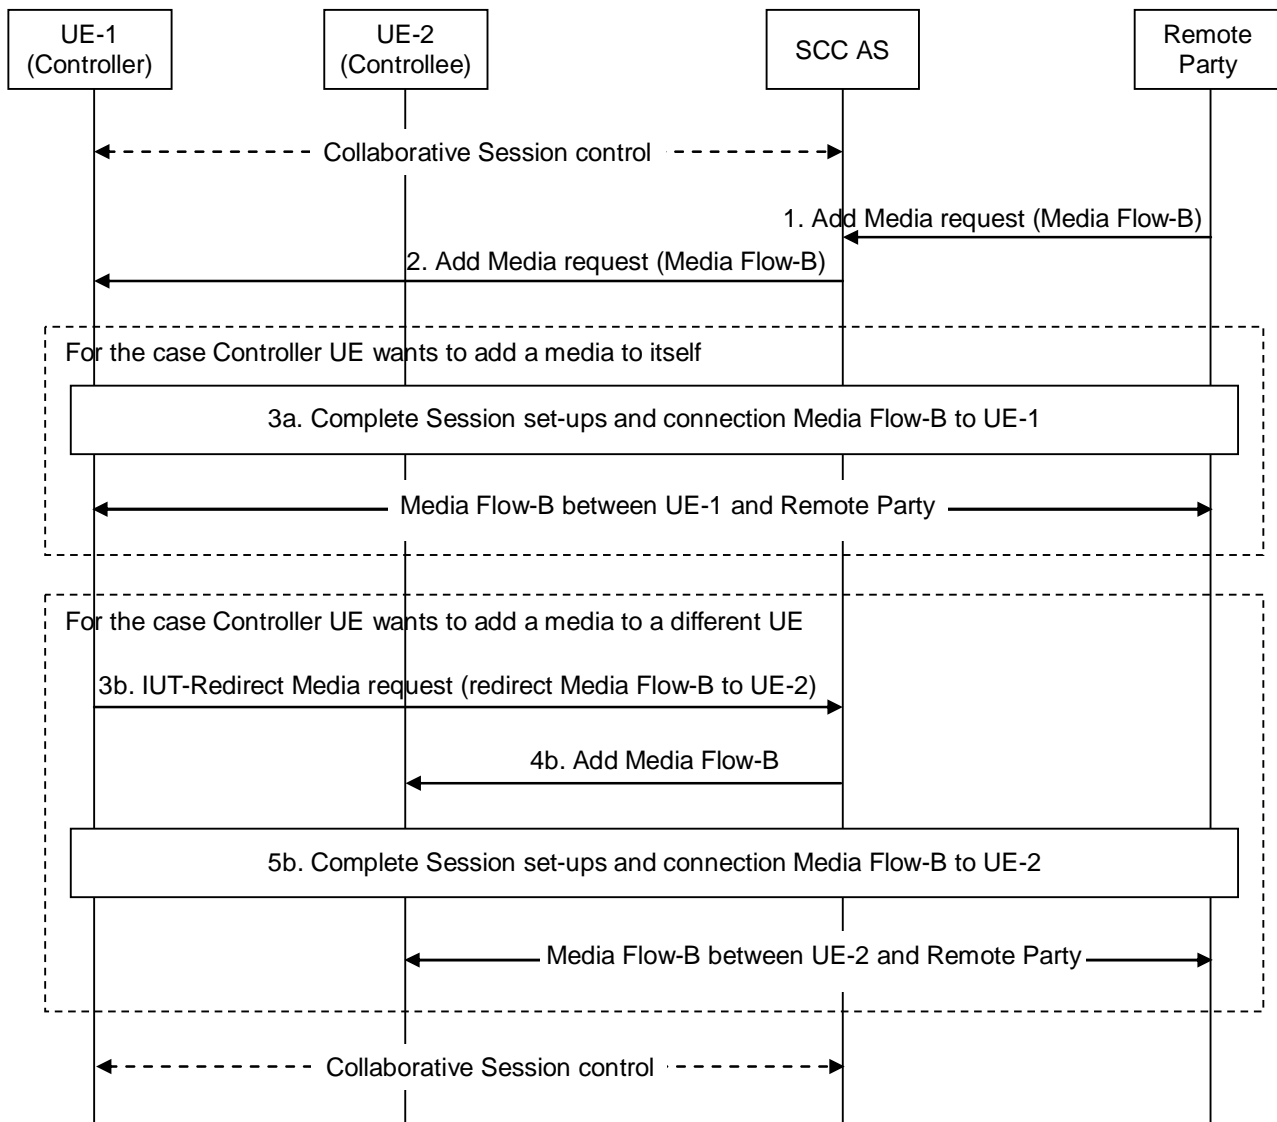 UE-1
(Controller)
UE-2
(Controllee)
SCC AS
Remote
Party
Collaborative Session control
1. Add Media request (Media Flow-B)
2. Add Media request (Media Flow-B)
For the case Controller UE wants to add a media to itself
3a. Complete Session set-ups and connection Media Flow-B to UE-1
Media Flow-B between UE-1 and Remote Party
For the case Controller UE wants to add a media to a different UE
3b. IUT-Redirect Media request (redirect Media Flow-B to UE-2)
4b. Add Media Flow-B
5b. Complete Session set-ups and connection Media Flow-B to UE-2
Media Flow-B between UE-2 and Remote Party
Collaborative Session control